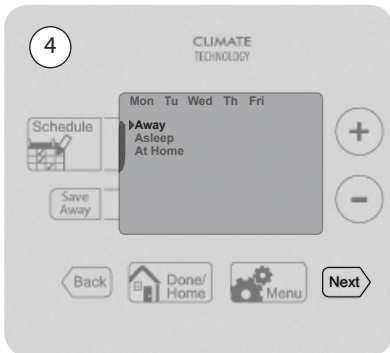 4
CLIMATE
TECHNOLOGY
Mon Tu Wed Th Fri
Schedule
Away
Asleep
At Home
Save
Away
Back
Done/
Home
Menu
Next